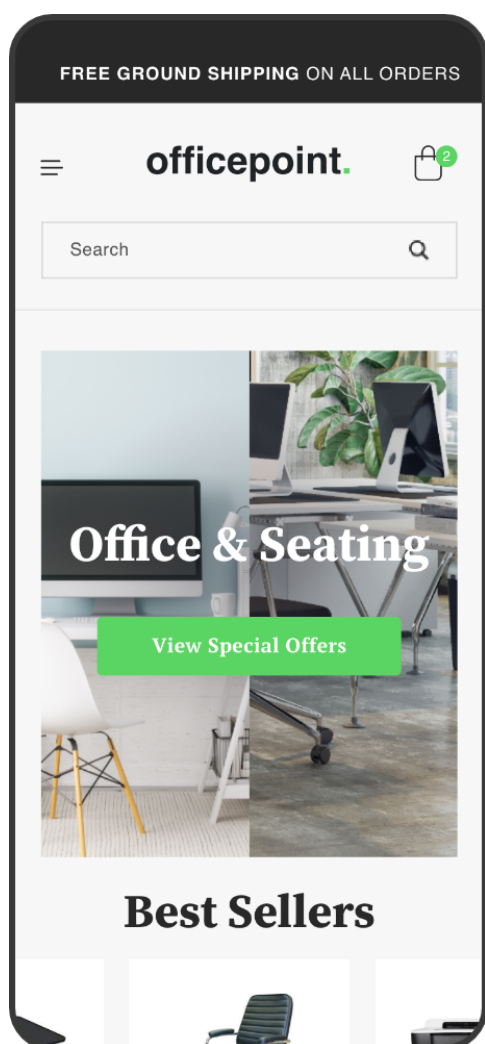 FREE GROUND SHIPPING ON ALL ORDERS
officepoint.
2
Search
Office & Seating
View Special Offers
Best Sellers